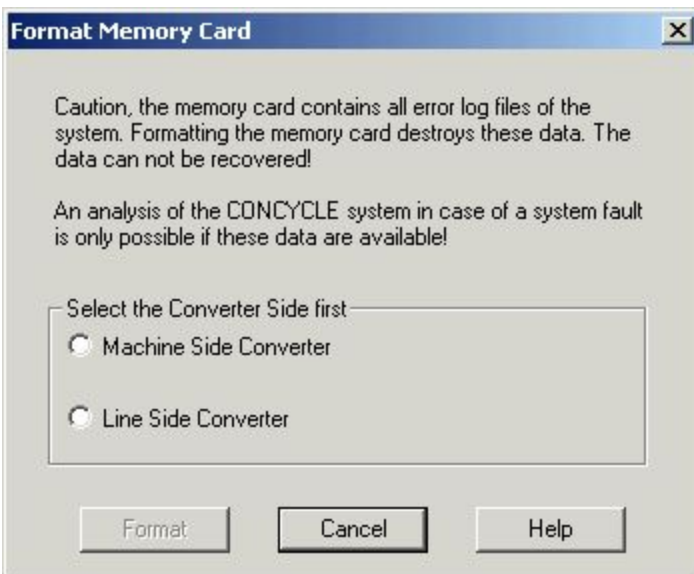 Format Memory Card
Caution, the memory card contains all error log files of the
system. Formatting the memory card destroys these data. The
data can not be recovered!
An analysis of the CONCYCLE system in case of a system fault
is only possible if these data are available!
Select the Converter Side first
Machine Side Converter
Line Side Converter
Format Cancel Help